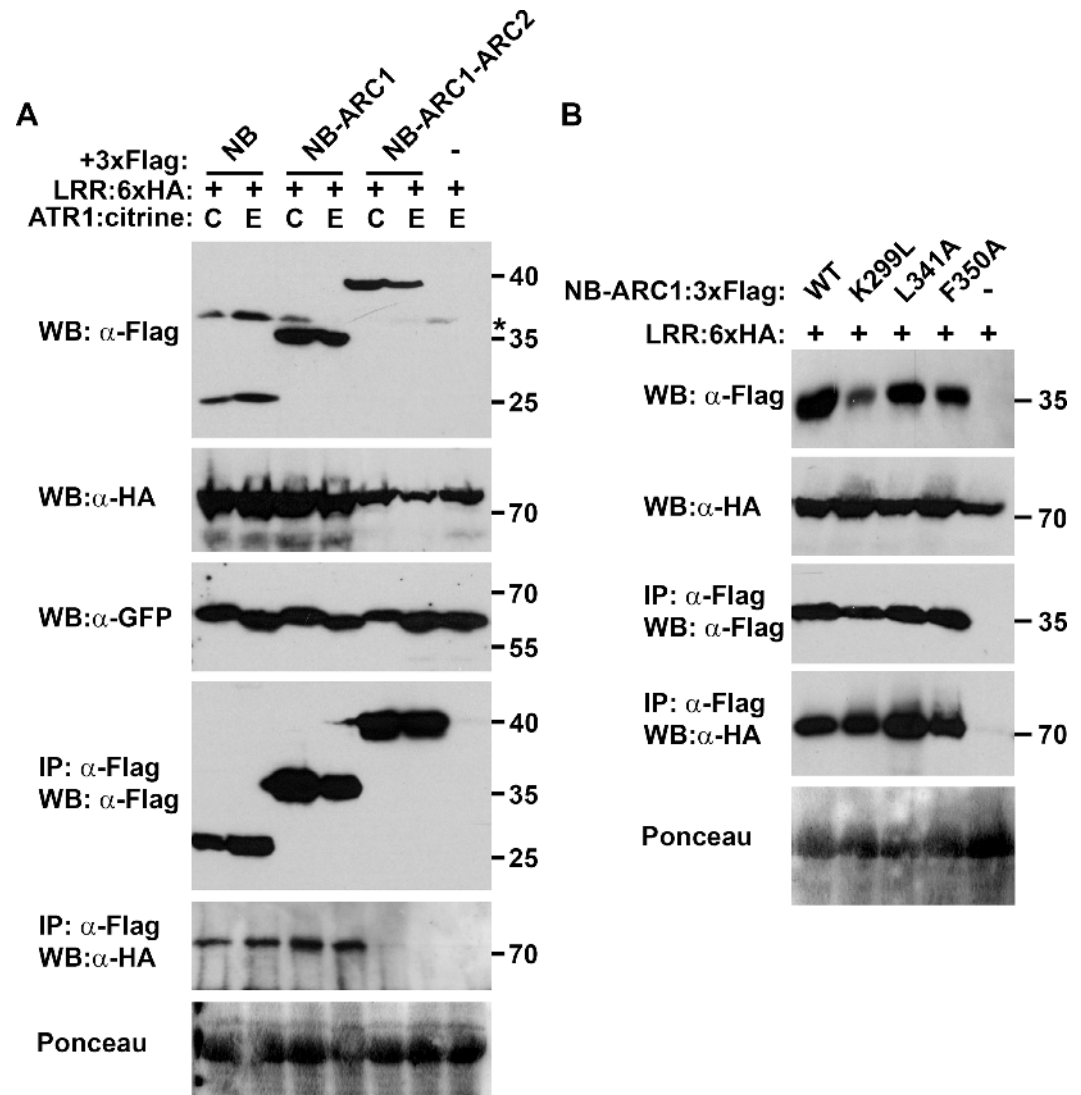 A
NB
NB-ARC1
NB-ARC1-ARC2
-
+3xFlag:
LRR:6xHA: + + + + + + +
ATR1:citrine: C E C E C E E
WB: α-Flag
40
*
35
25
WB:α-HA
70
WB:α-GFP
70
55
IP: α-Flag
WB: α-Flag
40
35
25
IP: α-Flag
WB:α-HA
70
Ponceau
B
NB-ARC1:3xFlag: WT K299L L341A F350A -
LRR:6xHA: + + + + +
WB: α-Flag
35
WB:α-HA
70
IP: α-Flag
WB: α-Flag
35
IP: α-Flag
WB:α-HA
70
Ponceau